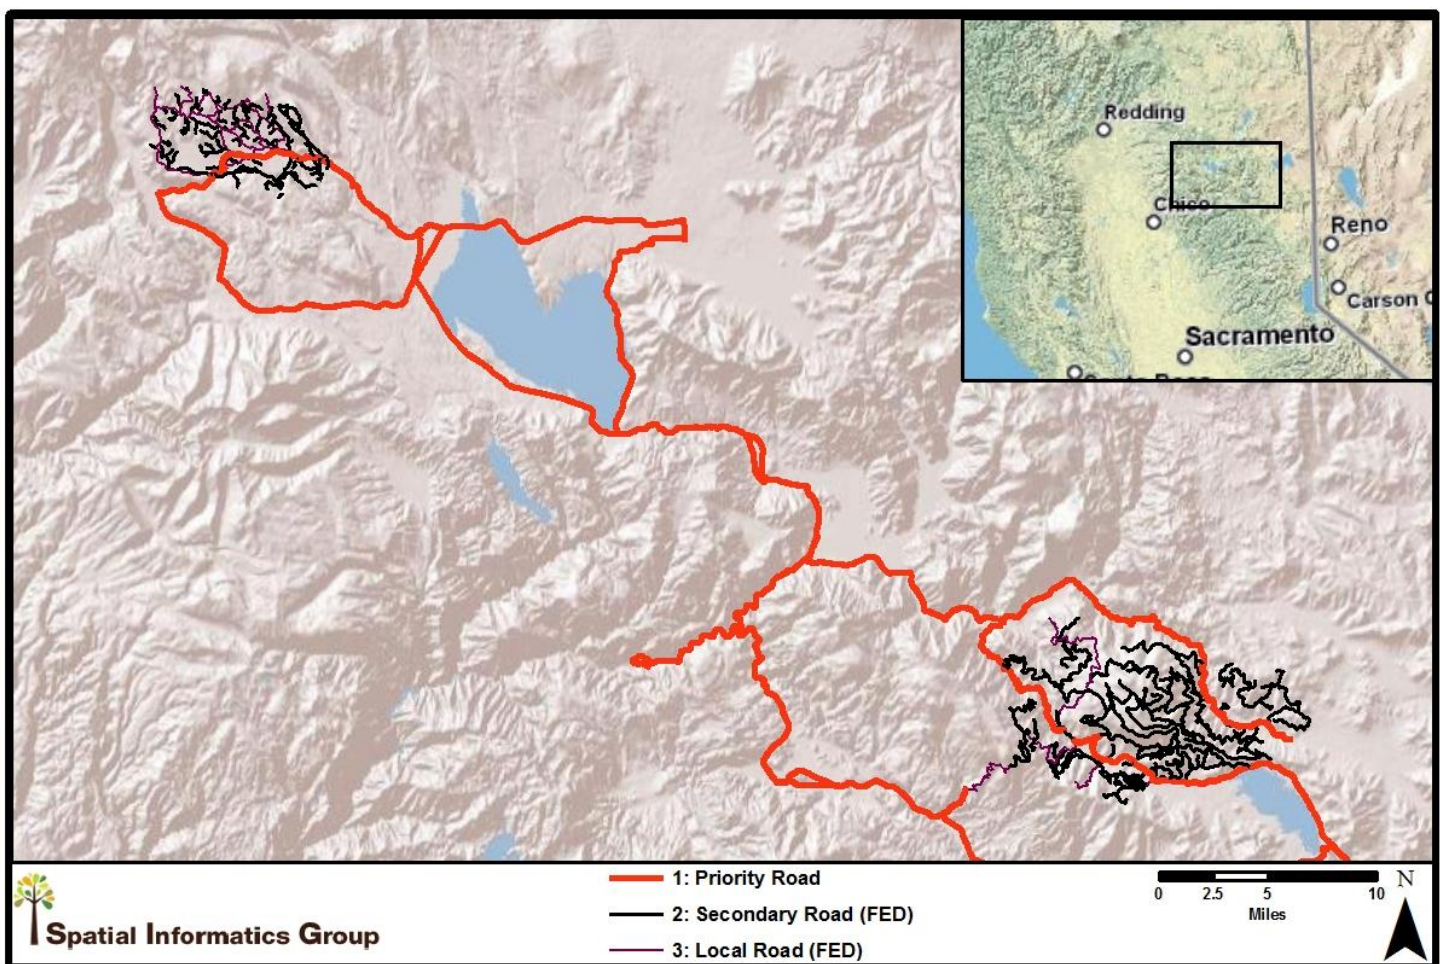 Redding
Chico
Reno
Carson
Sacramento
Spatial Informatics Group
1: Priority Road
2: Secondary Road (FED)
3: Local Road (FED)
0 2.5 5 10
Miles
N